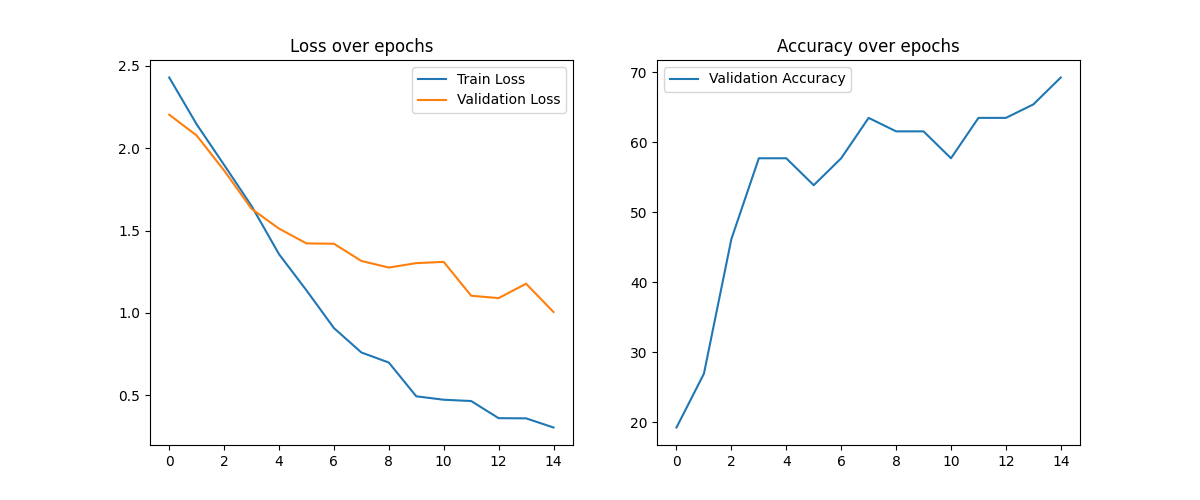 Loss over epochs
Train Loss
Validation Loss
2.5
2.0
1.5
1.0
0.5
0 2 4 6 8 10 12 14
Accuracy over epochs
Validation Accuracy
70
60
50
40
30
20
0 2 4 6 8 10 12 14